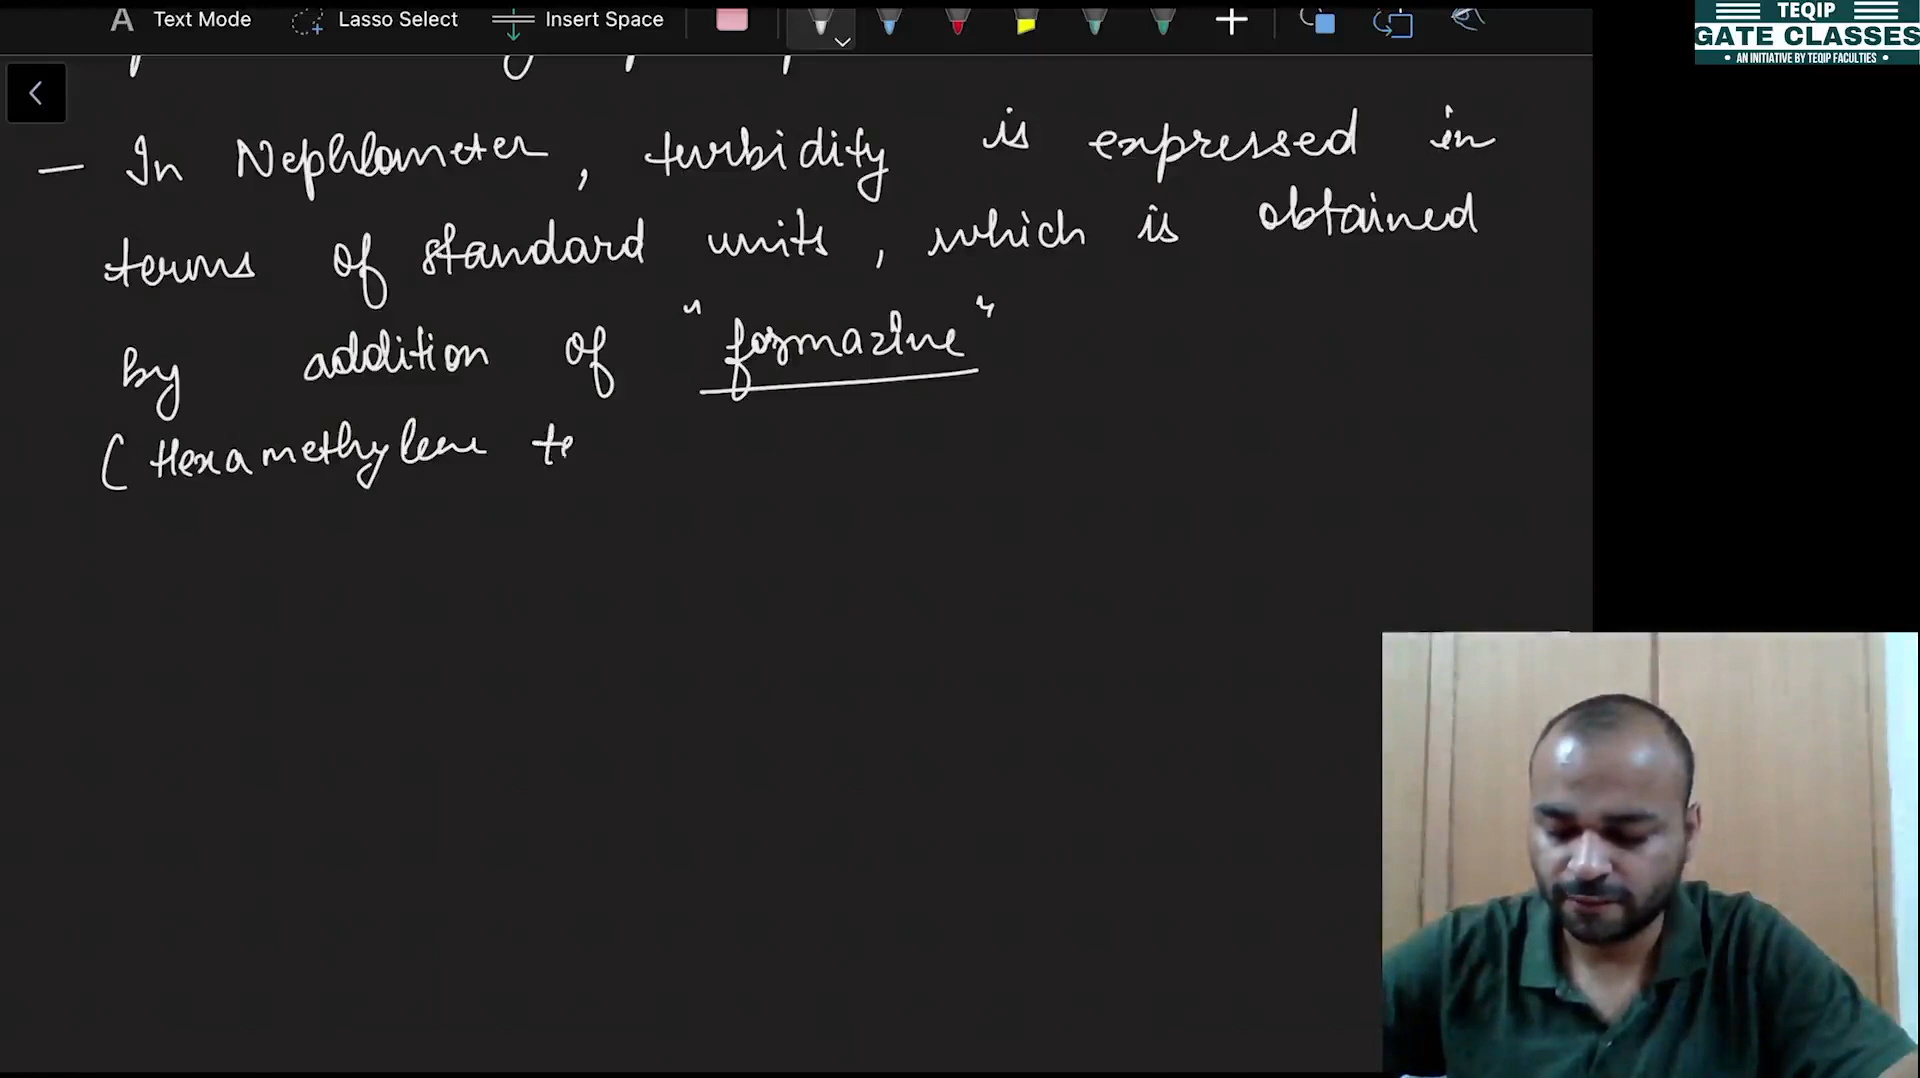 A Text Mode Lasso Select Insert Space
TEQIP
GATE CLASSES
• AN INITIATIVE BY TEQIP FACULTIES •
— In Nephlometer, turbidity is expressed in
terms of standard units, which is obtained
by addition of "formazine"
(Hexamethylene te